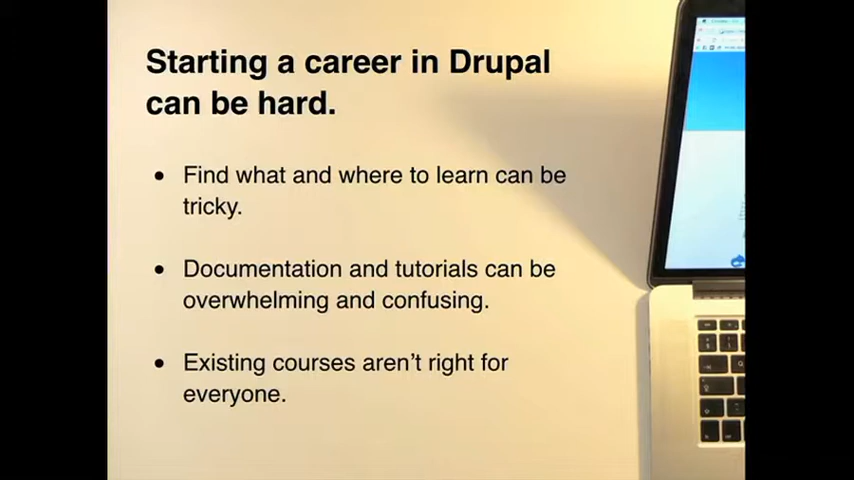 Starting a career in Drupal
can be hard.
• Find what and where to learn can be
tricky.
• Documentation and tutorials can be
overwhelming and confusing.
• Existing courses aren't right for
everyone.